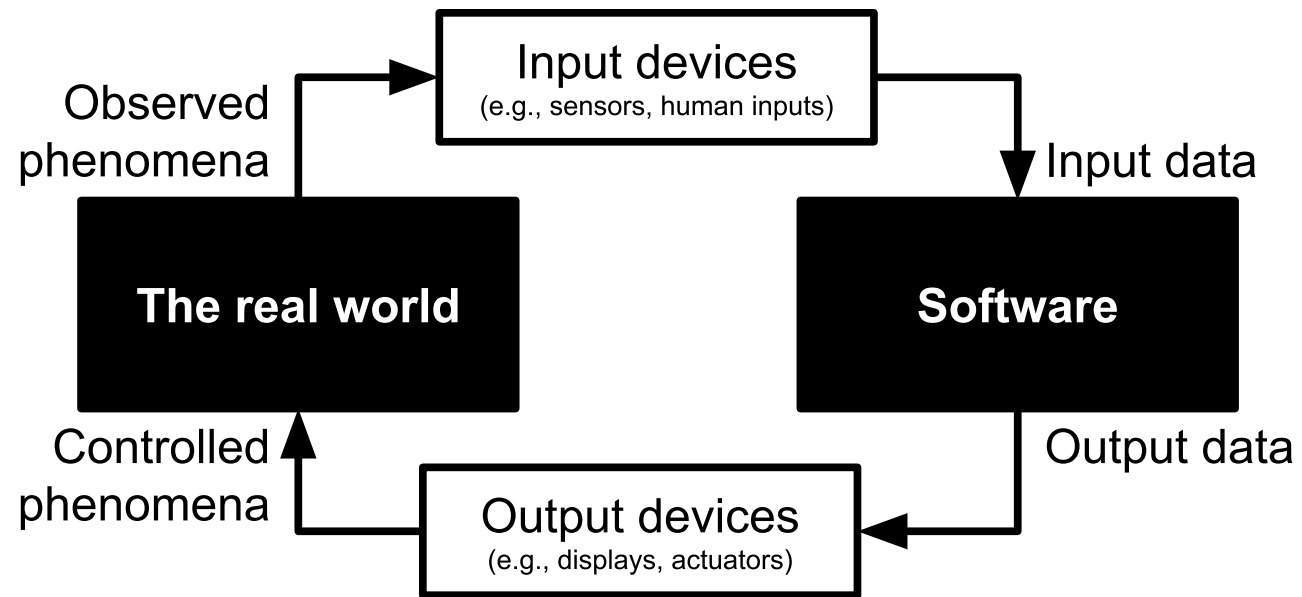 Input devices
(e.g., sensors, human inputs)
Observed
phenomena
Input data
The real world
Software
Controlled
phenomena
Output data
Output devices
(e.g., displays, actuators)